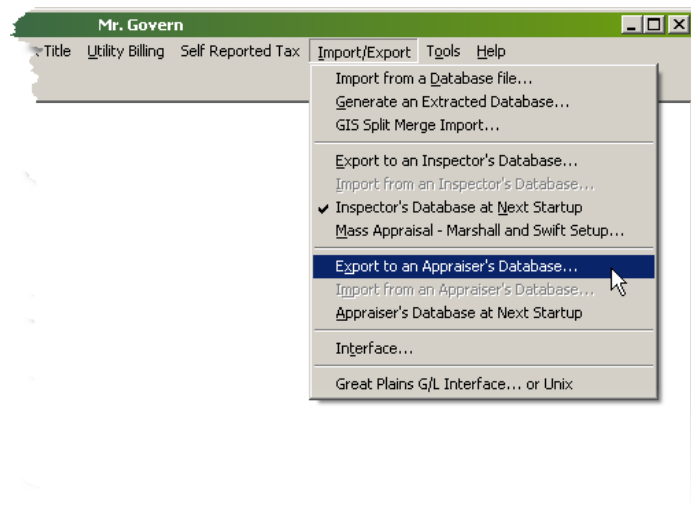 Mr. Govern
Title Utility Billing Self Reported Tax Import/Export Tools Help
Import from a Database file...
Generate an Extracted Database...
GIS Split Merge Import...
Export to an Inspector's Database...
Import from an Inspector's Database...
Inspector's Database at Next Startup
Mass Appraisal - Marshall and Swift Setup...
Export to an Appraiser's Database...
Import from an Appraiser's Database...
Appraiser's Database at Next Startup
Interface...
Great Plains G/L Interface... or Unix